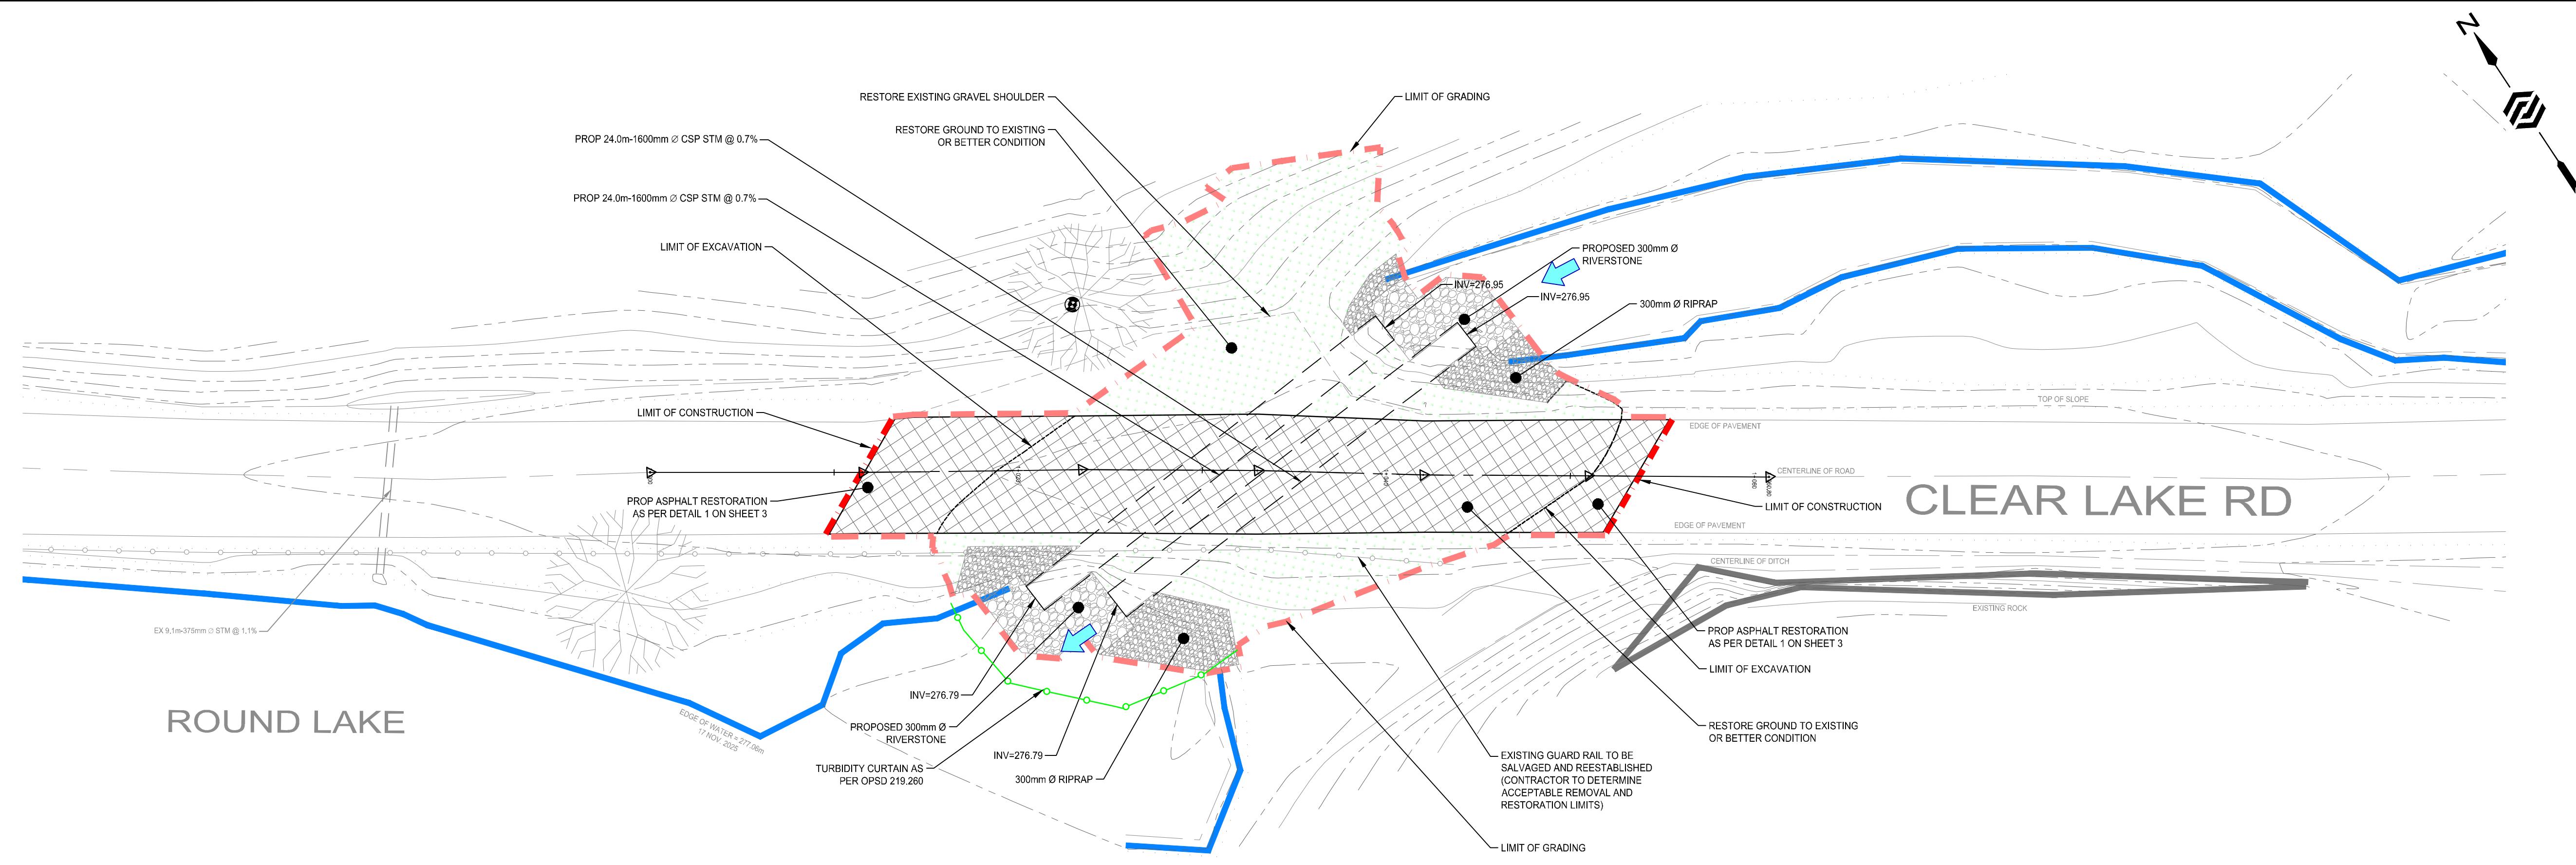 N
RESTORE EXISTING GRAVEL SHOULDER
LIMIT OF GRADING
RESTORE GROUND TO EXISTING
OR BETTER CONDITION
PROP 24.0m-1600mm Ø CSP STM @ 0.7%
PROP 24.0m-1600mm Ø CSP STM @ 0.7%
LIMIT OF EXCAVATION
PROPOSED 300mm Ø
RIVERSTONE
INV=276.95
INV=276.95
300mm Ø RIPRAP
TOP OF SLOPE
LIMIT OF CONSTRUCTION
EDGE OF PAVEMENT
CENTERLINE OF ROAD
PROP ASPHALT RESTORATION
AS PER DETAIL 1 ON SHEET 3
LIMIT OF CONSTRUCTION
CLEAR LAKE RD
EDGE OF PAVEMENT
CENTERLINE OF DITCH
EXISTING ROCK
EX 9.1m-375mm Ø STM @ 1.1%
PROP ASPHALT RESTORATION
AS PER DETAIL 1 ON SHEET 3
LIMIT OF EXCAVATION
INV=276.79
ROUND LAKE
EDGE OF WATER = 277.06m
17 NOV. 2025
PROPOSED 300mm Ø
RIVERSTONE
RESTORE GROUND TO EXISTING
OR BETTER CONDITION
INV=276.79
TURBIDITY CURTAIN AS
PER OPSD 219.260
300mm Ø RIPRAP
EXISTING GUARD RAIL TO BE
SALVAGED AND REESTABLISHED
(CONTRACTOR TO DETERMINE
ACCEPTABLE REMOVAL AND
RESTORATION LIMITS)
LIMIT OF GRADING